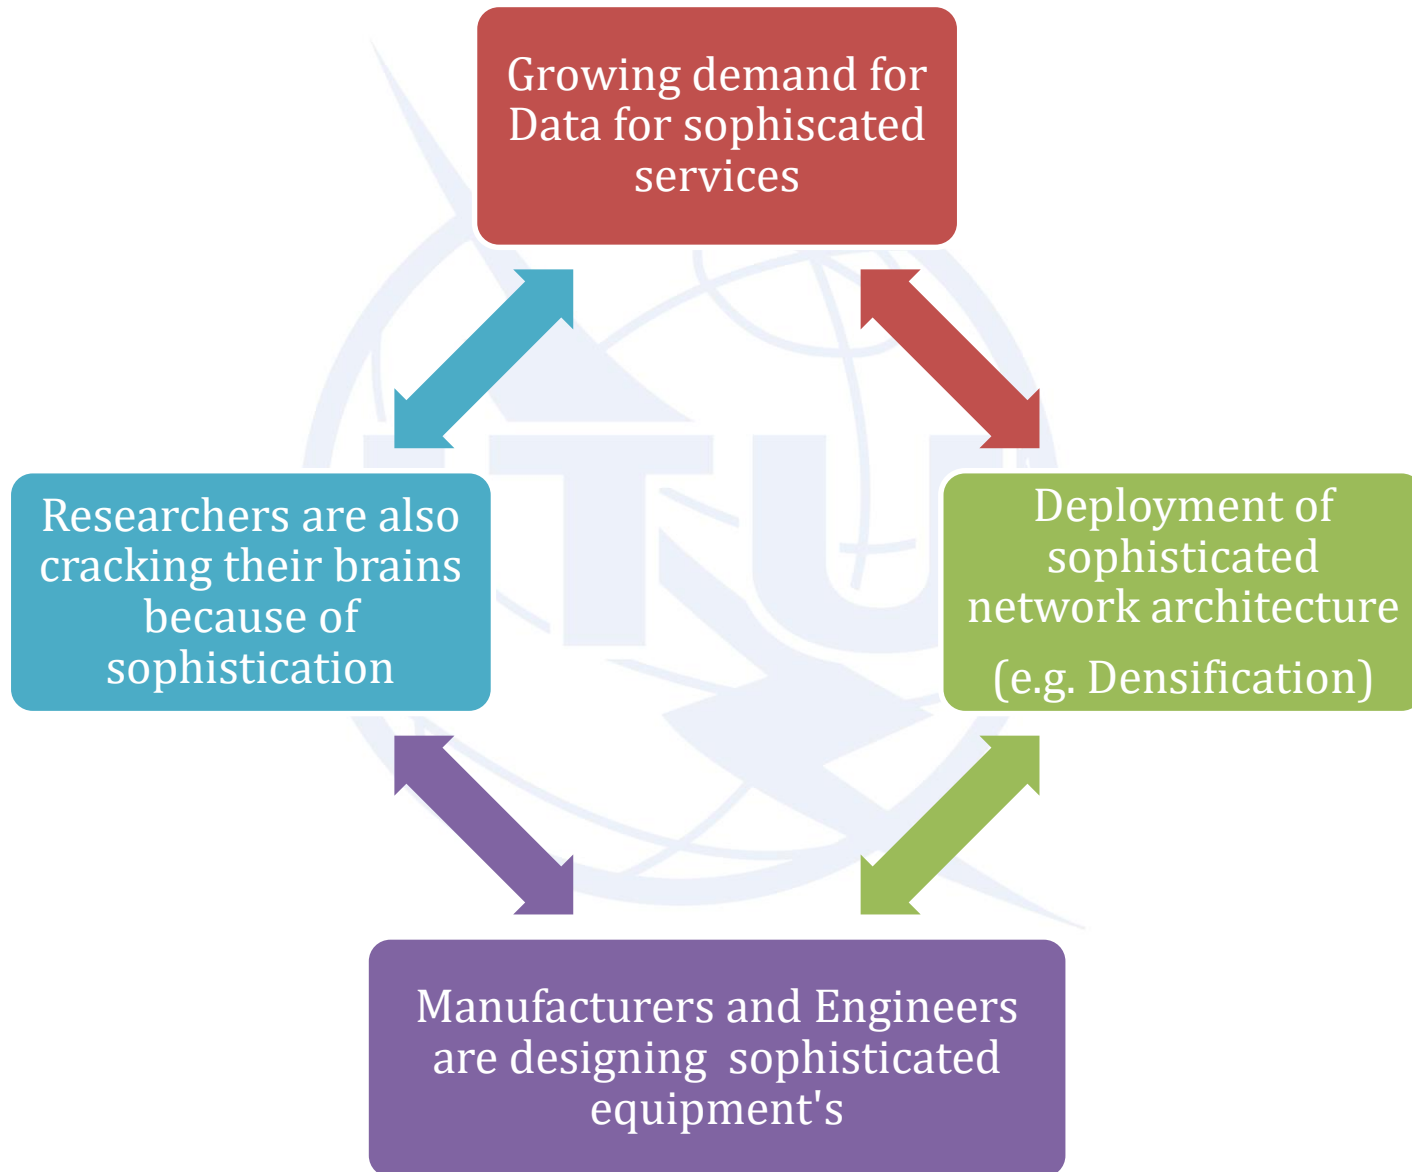 Growing demand for
Data for sophiscated
services
Researchers are also
cracking their brains
because of
sophistication
Deployment of
sophisticated
network architecture
(e.g. Densification)
Manufacturers and Engineers
are designing  sophisticated
equipment's
ITU